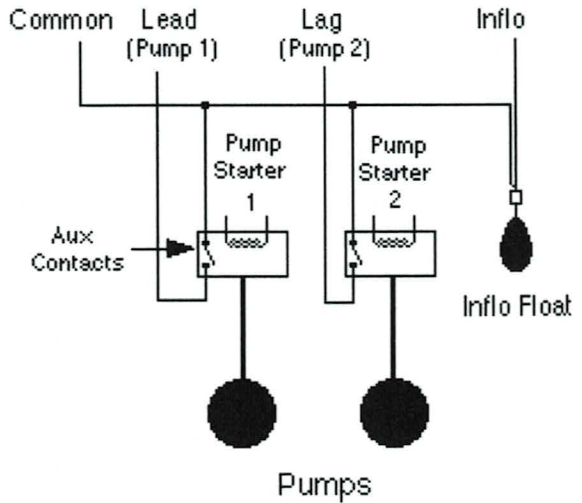 Common
Lead
(Pump 1)
Lag
(Pump 2)
Inflo
Pump
Starter
1
Pump
Starter
2
Aux
Contacts
Inflo Float
Pumps